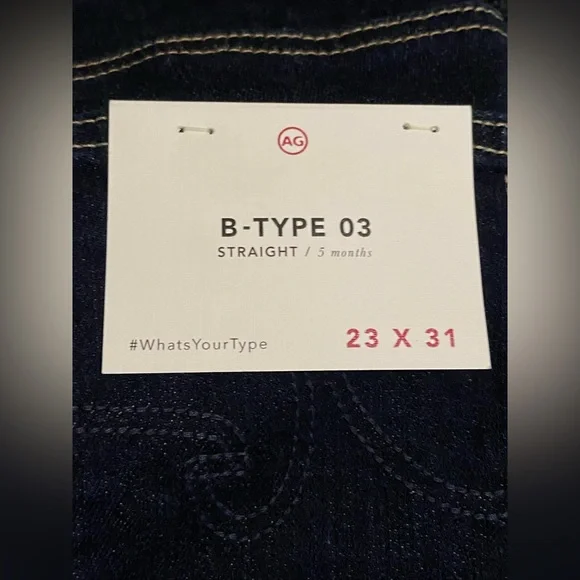 AG
B-TYPE 03
STRAIGHT / 5 months
#WhatsYourType
23 X 31